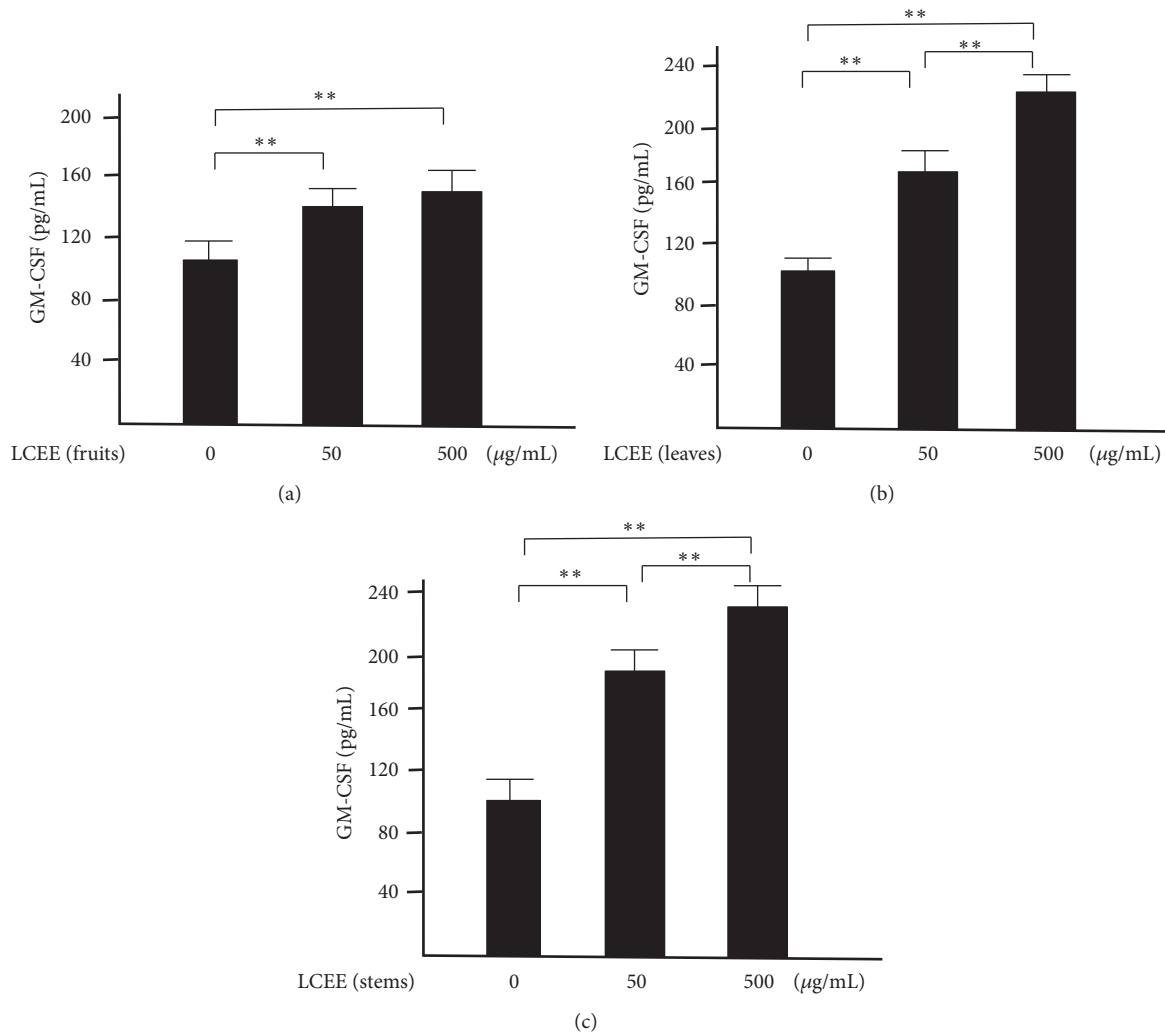 **
**
200
160
120
80
40
GM-CSF (pg/mL)
LCEE (fruits) 0 50 500 (μg/mL)
(a)
**
**
**
240
200
160
120
80
40
GM-CSF (pg/mL)
LCEE (leaves) 0 50 500 (μg/mL)
(b)
**
**
**
240
200
160
120
80
40
GM-CSF (pg/mL)
LCEE (stems) 0 50 500 (μg/mL)
(c)